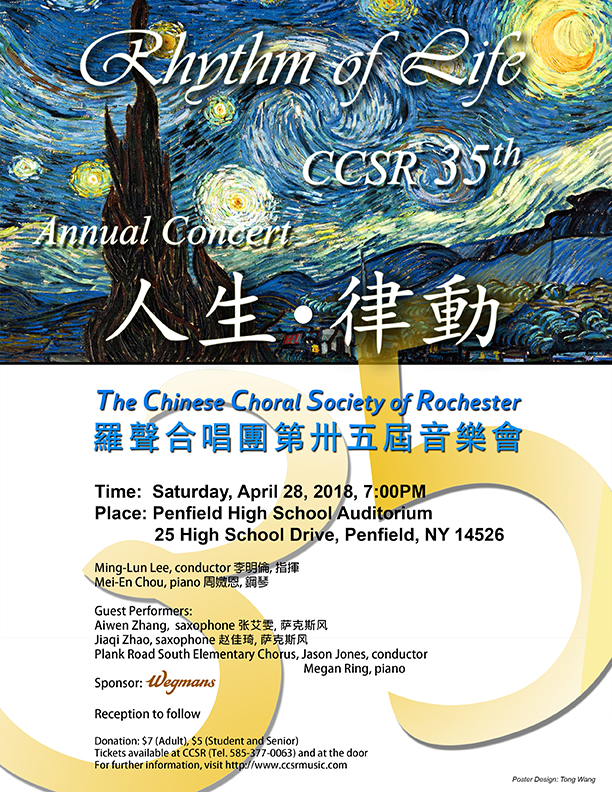 Rhythm of Life
CCSR 35th
Annual Concert
人生·律動
The Chinese Choral Society of Rochester
羅聲合唱團第卅五屆音樂會
35
Time: Saturday, April 28, 2018, 7:00PM
Place: Penfield High School Auditorium
25 High School Drive, Penfield, NY 14526
Ming-Lun Lee, conductor 李明倫, 指揮
Mei-En Chou, piano 周媺恩, 鋼琴
Guest Performers:
Aiwen Zhang, saxophone 张艾雯, 萨克斯风
Jiaqi Zhao, saxophone 赵佳琦, 萨克斯风
Plank Road South Elementary Chorus, Jason Jones, conductor
Megan Ring, piano
Sponsor: Wegmans
Reception to follow
Donation: $7 (Adult), $5 (Student and Senior)
Tickets available at CCSR (Tel. 585-377-0063) and at the door
For further information, visit http://www.ccsrmusic.com
Poster Design: Tong Wang